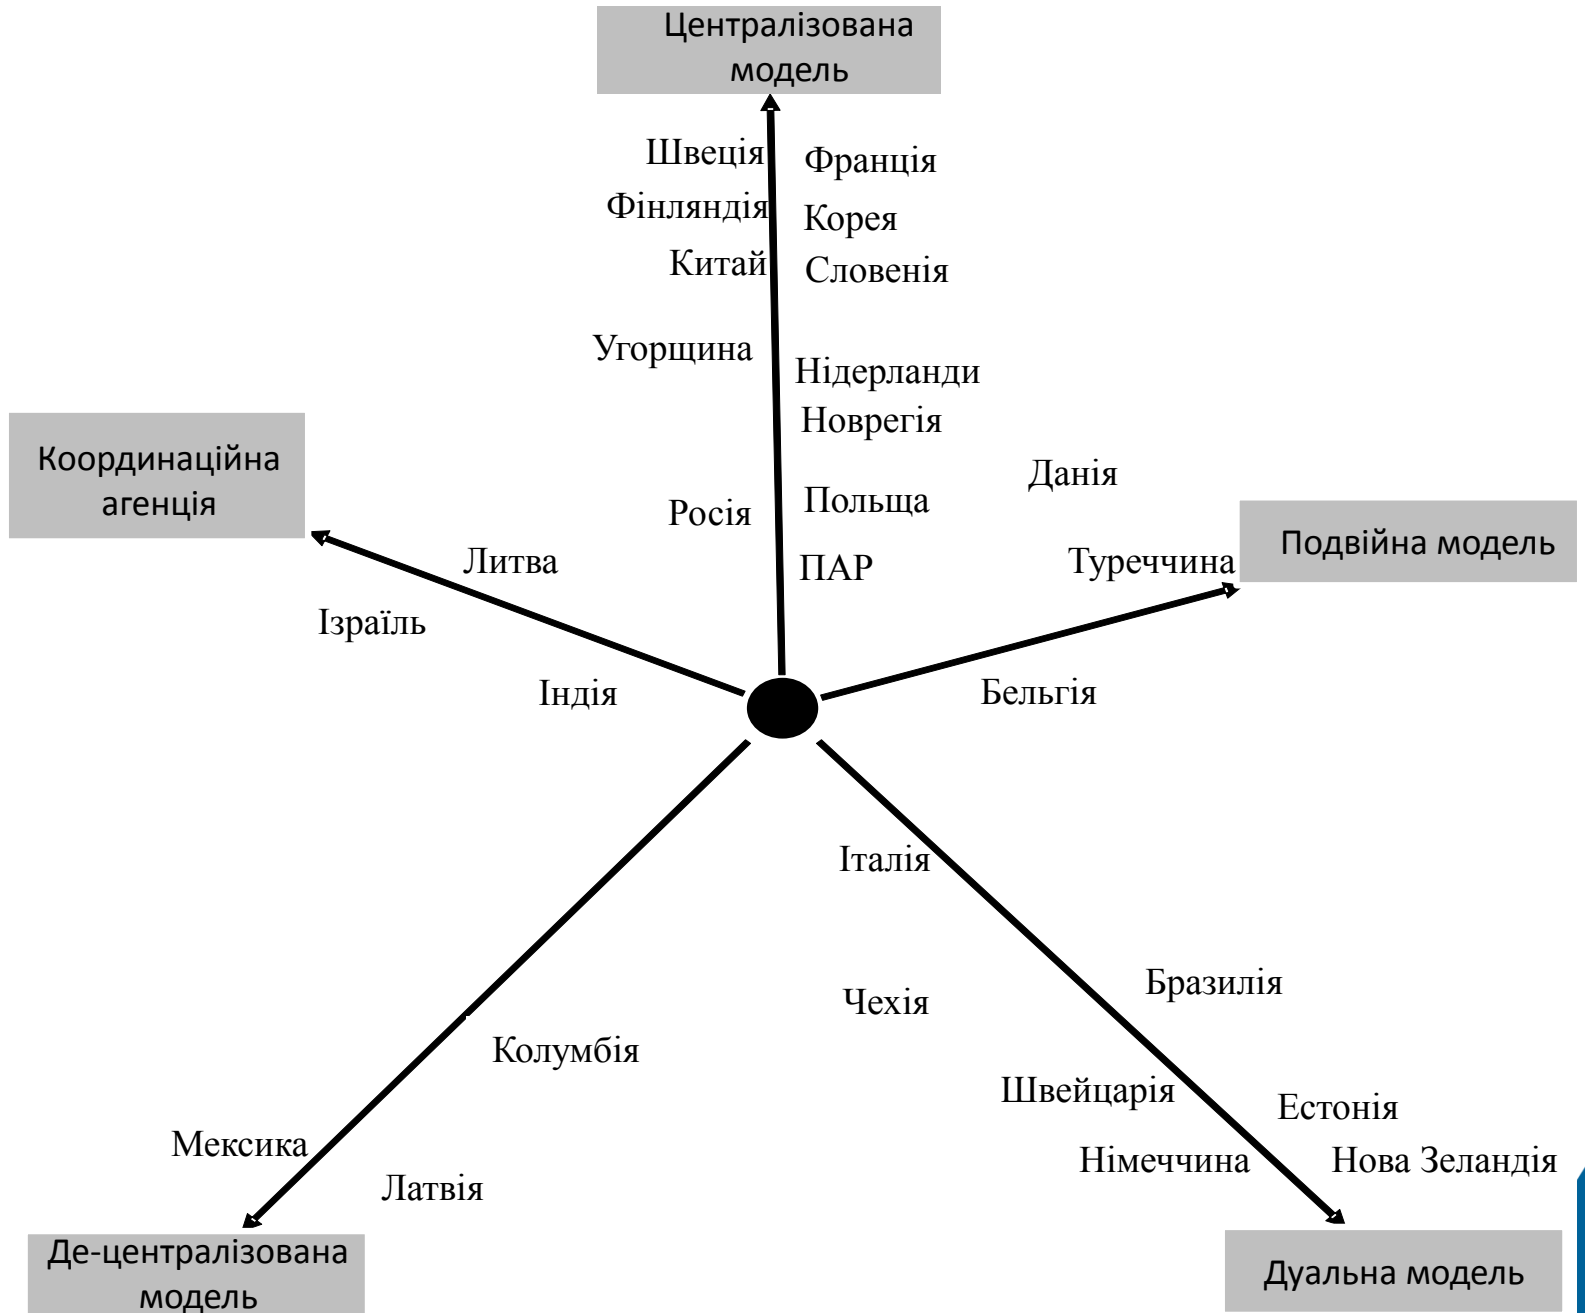 Централізована
модель
Швеція
Франція
Фінляндія
Корея
Китай
Словенія
Угорщина
Нідерланди
Новрегія
Координаційна
агенція
Данія
Росія
Польща
Подвійна модель
Литва
ПАР
Туреччина
Ізраїль
Індія
Бельгія
Італія
Бразилія
Чехія
Колумбія
Швейцарія
Естонія
Мексика
Німеччина
Нова Зеландія
Латвія
Де-централізована
модель
Дуальна модель